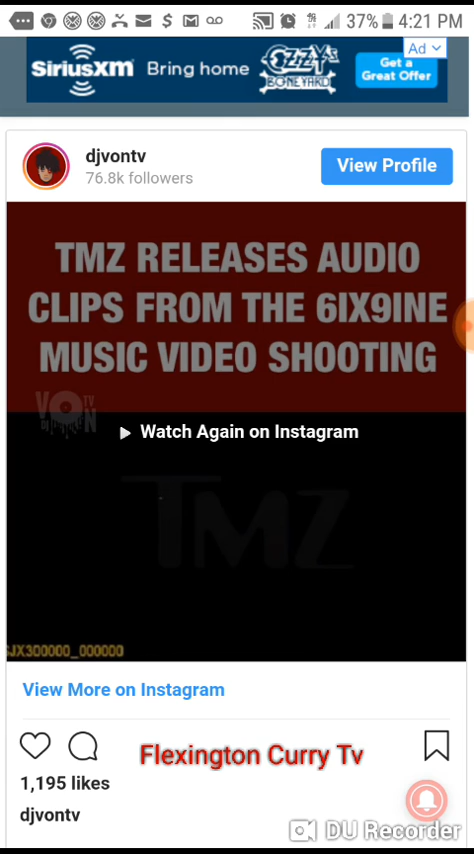 37% 4:21 PM
Ad
SiriusXM Bring home OZZY's BONEYARD Get a Great Offer
djvontv
76.8k followers
View Profile
TMZ RELEASES AUDIO
CLIPS FROM THE 6IX9INE
MUSIC VIDEO SHOOTING
VON TV
DJ
Watch Again on Instagram
TMZ
JX300000_000000
View More on Instagram
Flexington Curry Tv
1,195 likes
djvontv
DU Recorder